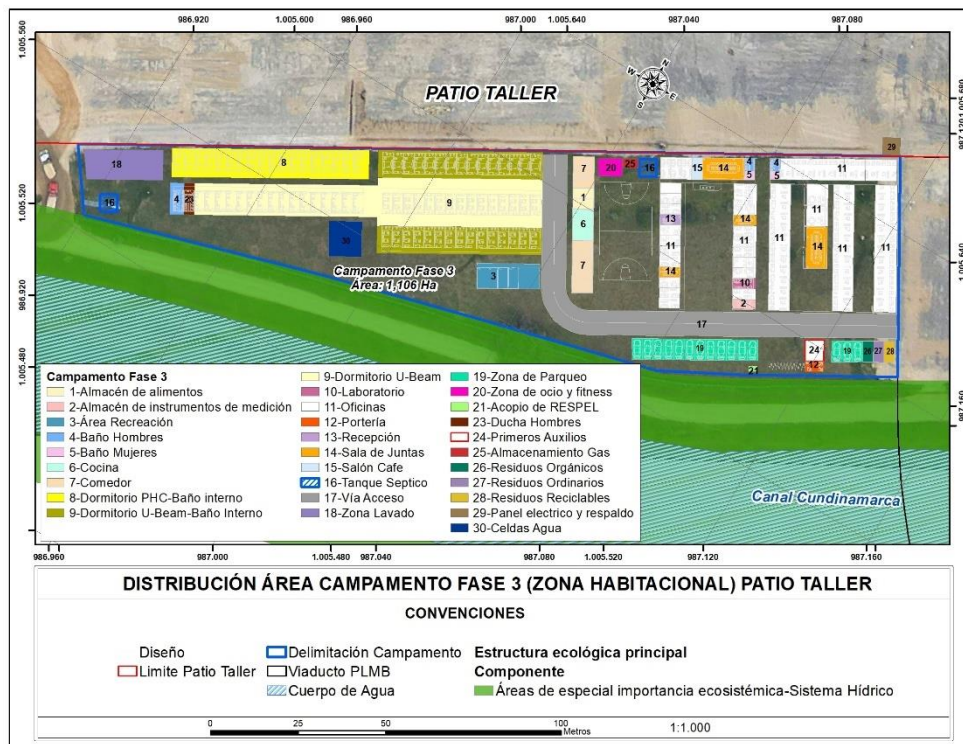 986.920 1.005.600 986.960 987.000 1.005.640 987.040 987.080
1.005.560
1.005.520
986.920
1.005.480
1.005.680
987.120
1.005.640
987.160
PATIO TALLER
N
W E
S
29
18 8 7 20 25 16 15 14 4 5 4 5 11
16 4 23 9 1 13 14 11 11
30 6 11 11 14 11 11
3 7 14 10
2
Campamento Fase 3
Área: 1,106 Ha
17
19 24 19 26 27 28
21 12
Campamento Fase 3
1-Almacén de alimentos
2-Almacén de instrumentos de medición
3-Área Recreación
4-Baño Hombres
5-Baño Mujeres
6-Cocina
7-Comedor
8-Dormitorio PHC-Baño interno
9-Dormitorio U-Beam-Baño Interno
9-Dormitorio U-Beam
10-Laboratorio
11-Oficinas
12-Portería
13-Recepción
14-Sala de Juntas
15-Salón Cafe
16-Tanque Septico
17-Vía Acceso
18-Zona Lavado
19-Zona de Parqueo
20-Zona de ocio y fitness
21-Acopio de RESPEL
23-Ducha Hombres
24-Primeros Auxilios
25-Almacenamiento Gas
26-Residuos Orgánicos
27-Residuos Ordinarios
28-Residuos Reciclables
29-Panel electrico y respaldo
30-Celdas Agua
Canal Cundinamarca
986.960 987.000 1.005.480 987.040 987.080 1.005.520 987.120 987.160
DISTRIBUCIÓN ÁREA CAMPAMENTO FASE 3 (ZONA HABITACIONAL) PATIO TALLER
CONVENCIONES
Diseño
Limite Patio Taller
Delimitación Campamento
Viaducto PLMB
Cuerpo de Agua
Estructura ecológica principal
Componente
Áreas de especial importancia ecosistémica-Sistema Hídrico
0 25 50 100
Metros
1:1.000